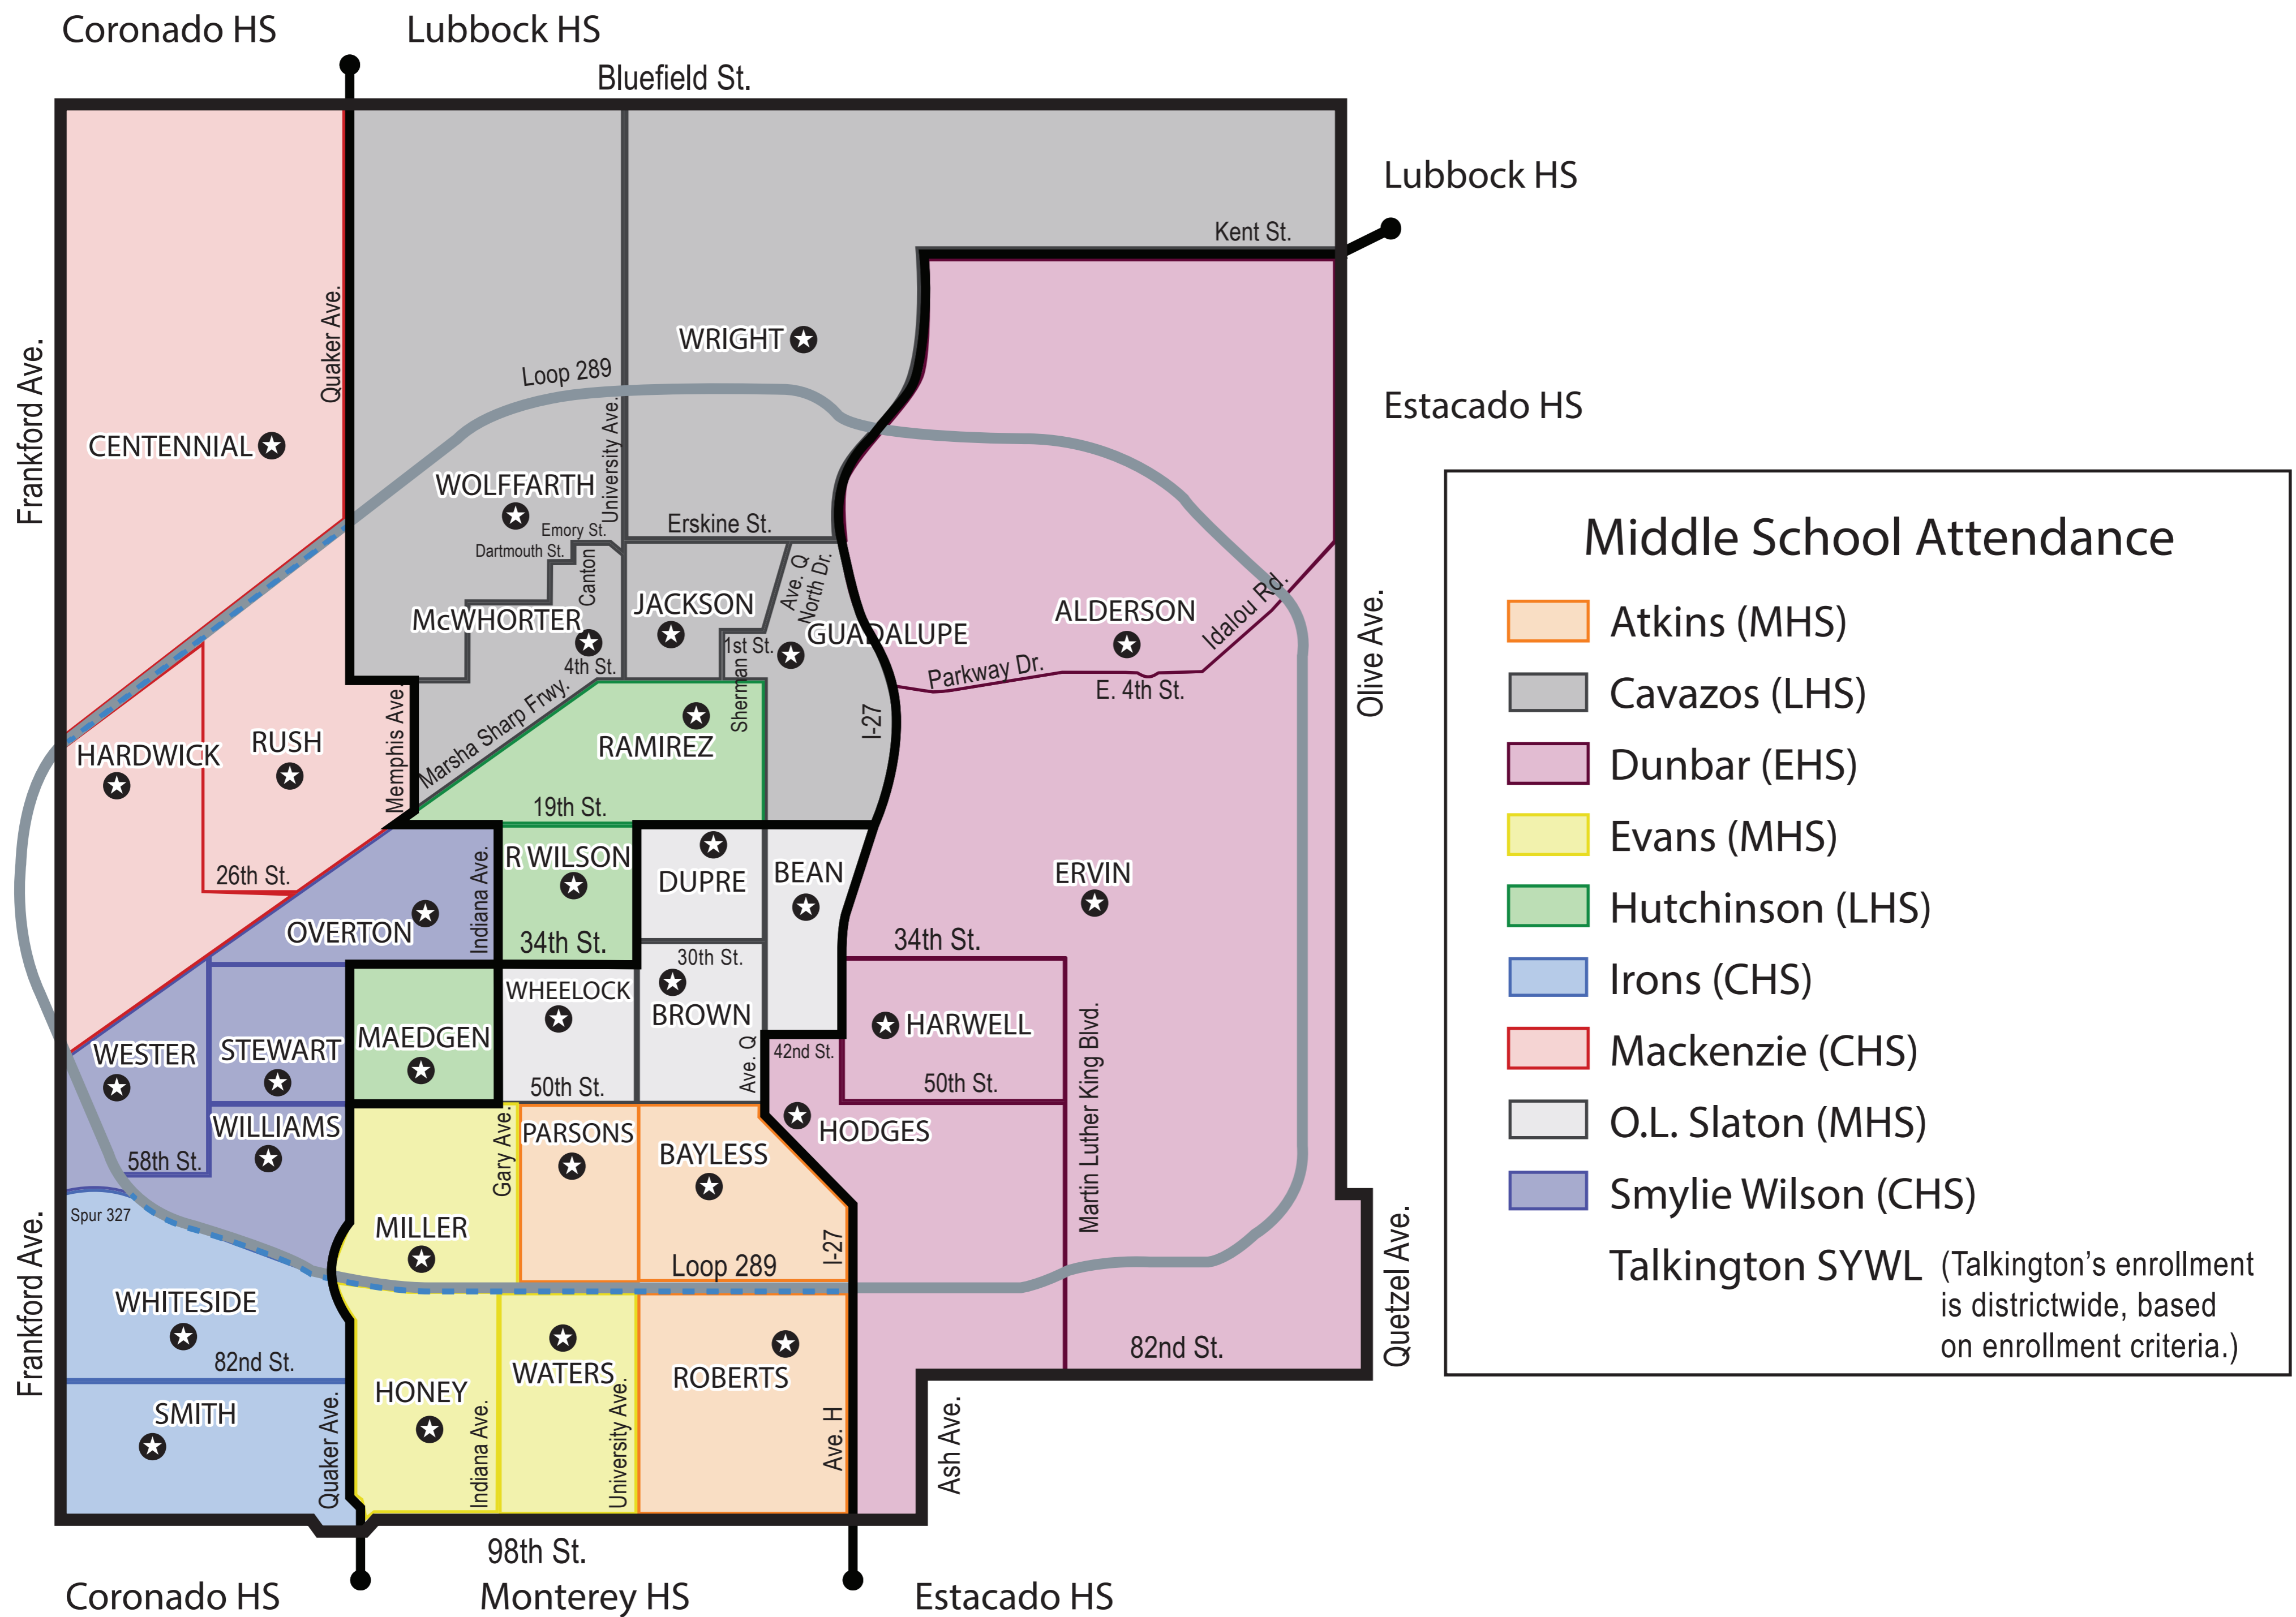 Coronado HS
Lubbock HS
Bluefield St.
Lubbock HS
Kent St.
Quaker Ave.
Frankford Ave.
WRIGHT
Loop 289
Estacado HS
University Ave.
CENTENNIAL
WOLFFARTH
Emory St.
Erskine St.
Dartmouth St.
Canton
Ave. Q
North Dr.
McWHORTER
JACKSON
GUADALUPE
ALDERSON
Idalou Rd.
Olive Ave.
4th St.
1st St.
Sherman
Parkway Dr.
E. 4th St.
Memphis Ave.
Marsha Sharp Frwy.
I-27
HARDWICK
RUSH
RAMIREZ
19th St.
26th St.
Indiana Ave.
R WILSON
DUPRE
BEAN
ERVIN
OVERTON
34th St.
30th St.
34th St.
WHEELOCK
BROWN
HARWELL
Martin Luther King Blvd.
WESTER
STEWART
MAEDGEN
Ave. Q
42nd St.
50th St.
50th St.
WILLIAMS
Gary Ave.
PARSONS
BAYLESS
HODGES
58th St.
Spur 327
MILLER
Loop 289
I-27
Frankford Ave.
Quetzel Ave.
WHITESIDE
82nd St.
82nd St.
HONEY
WATERS
ROBERTS
SMITH
Quaker Ave.
Indiana Ave.
University Ave.
Ave. H
Ash Ave.
98th St.
Coronado HS
Monterey HS
Estacado HS
Middle School Attendance
Atkins (MHS)
Cavazos (LHS)
Dunbar (EHS)
Evans (MHS)
Hutchinson (LHS)
Irons (CHS)
Mackenzie (CHS)
O.L. Slaton (MHS)
Smylie Wilson (CHS)
Talkington SYWL (Talkington’s enrollment
is districtwide, based
on enrollment criteria.)